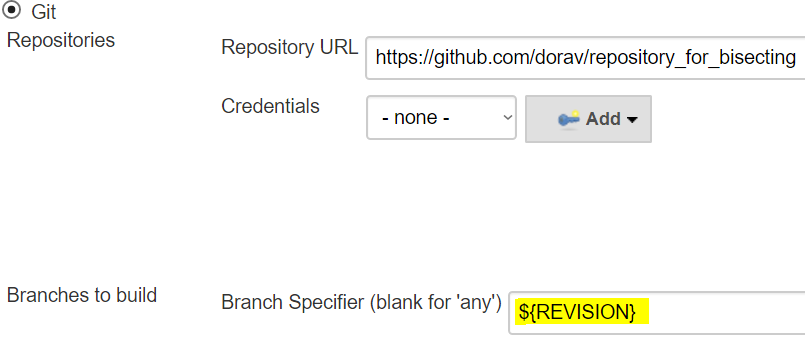 Git
Repositories
Repository URL https://github.com/dorav/repository_for_bisecting
Credentials - none - Add
Branches to build Branch Specifier (blank for 'any') ${REVISION}